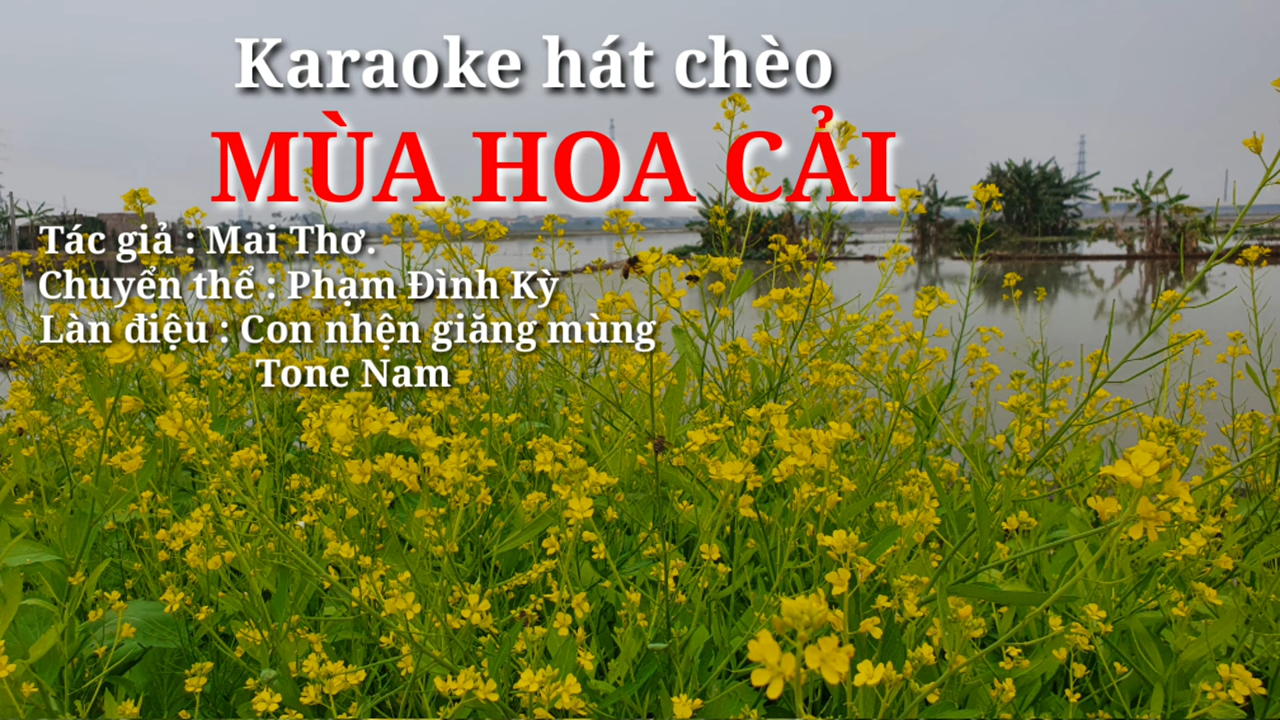 Karaoke hát chèo
MÙA HOA CẢI
Tác giả : Mai Thơ.
Chuyển thể : Phạm Đình Kỳ
Làn điệu : Con nhện giăng mùng
Tone Nam